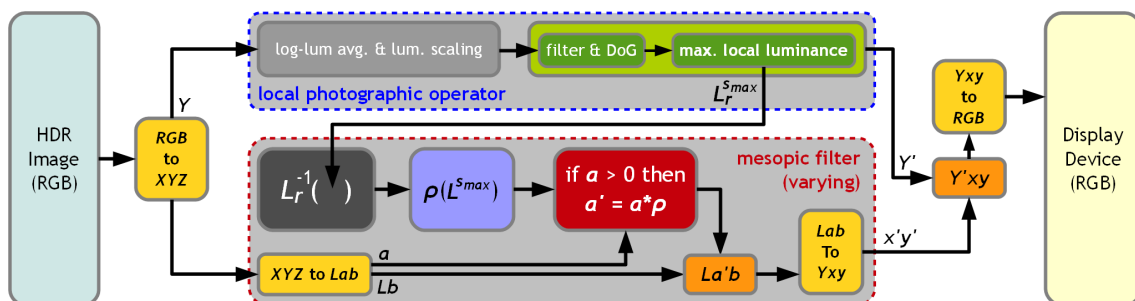 HDR
Image
(RGB)
RGB
to
XYZ
Y
log-lum avg. & lum. scaling
filter & DoG
max. local luminance
local photographic operator
L_r^{s_max}
mesopic filter
(varying)
L_r^{-1}( )
ρ(L^{s_max})
if a > 0 then
a' = a*ρ
XYZ to Lab
a
Lb
La'b
Lab
To
Yxy
x'y'
Y'
Y'xy
Yxy
to
RGB
Display
Device
(RGB)